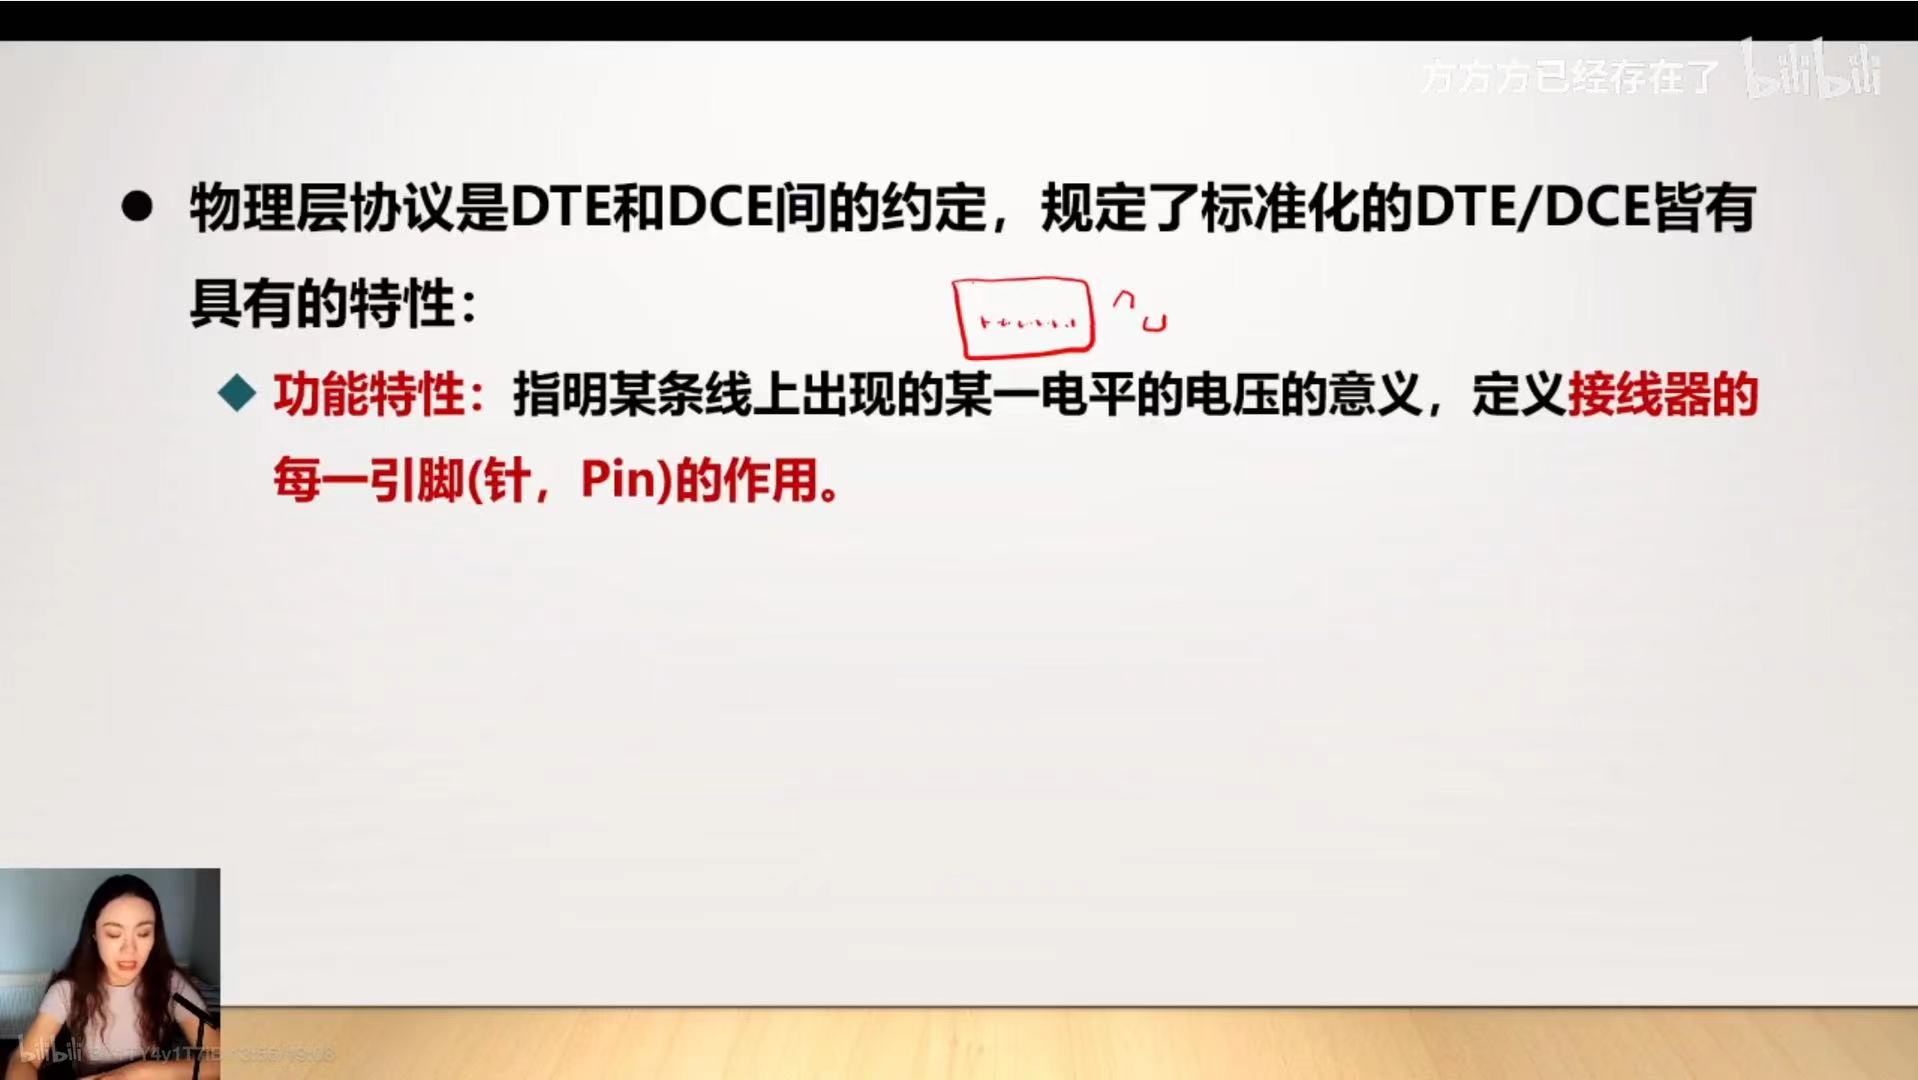 方方方已经存在了 bilibili
物理层协议是DTE和DCE间的约定，规定了标准化的DTE/DCE皆有
具有的特性：
功能特性：指明某条线上出现的某一电平的电压的意义，定义接线器的
每一引脚(针，Pin)的作用。
bilibili